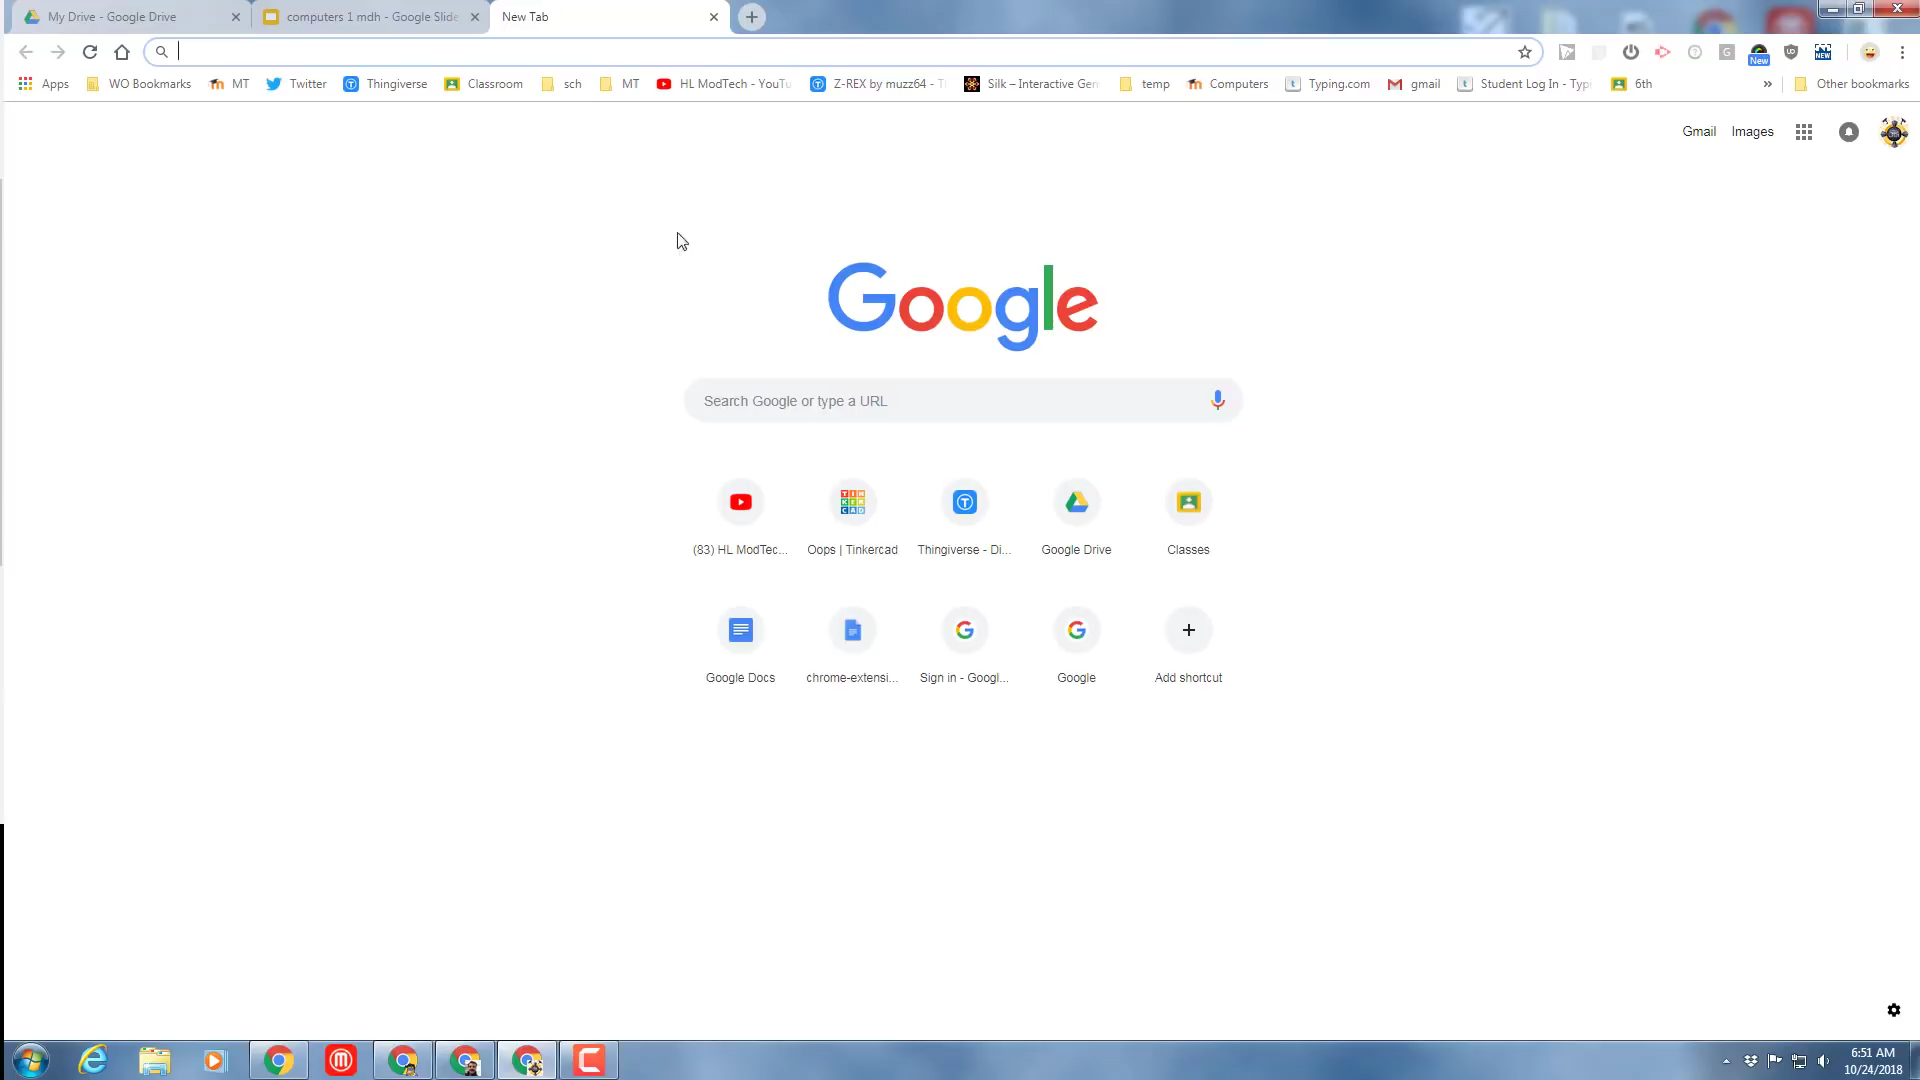 My Drive - Google Drive
computers 1 mdh - Google Slide
New Tab
Apps WO Bookmarks MT Twitter Thingiverse Classroom sch MT HL ModTech - YouTu Z-REX by muzz64 - T Silk – Interactive Gen temp Computers Typing.com gmail Student Log In - Typi 6th » Other bookmarks
New
NEW
Gmail Images
Google
Search Google or type a URL
(83) HL ModTec... Oops | Tinkercad Thingiverse - Di... Google Drive Classes
Google Docs chrome-extensi... Sign in - Googl... Google Add shortcut
6:51 AM
10/24/2018